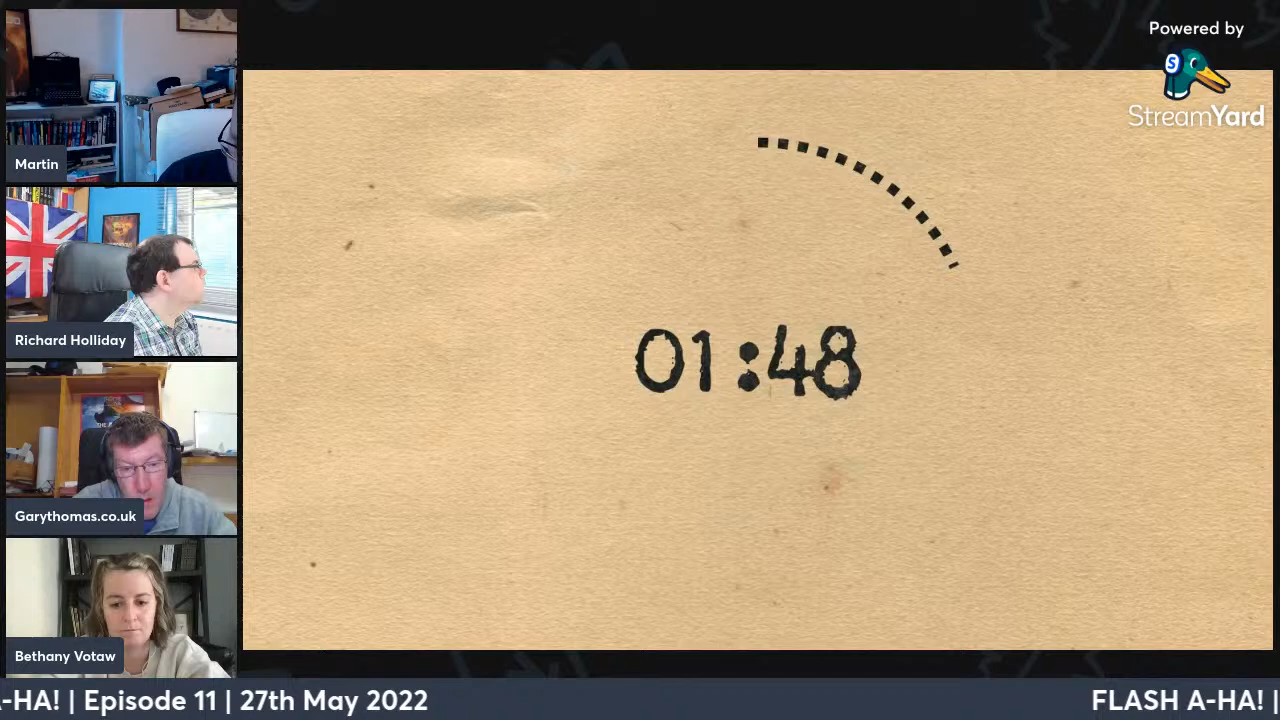 Powered by
StreamYard
Martin
Richard Holliday
Garythomas.co.uk
Bethany Votaw
01:48
-HA! | Episode 11 | 27th May 2022
FLASH A-HA! |